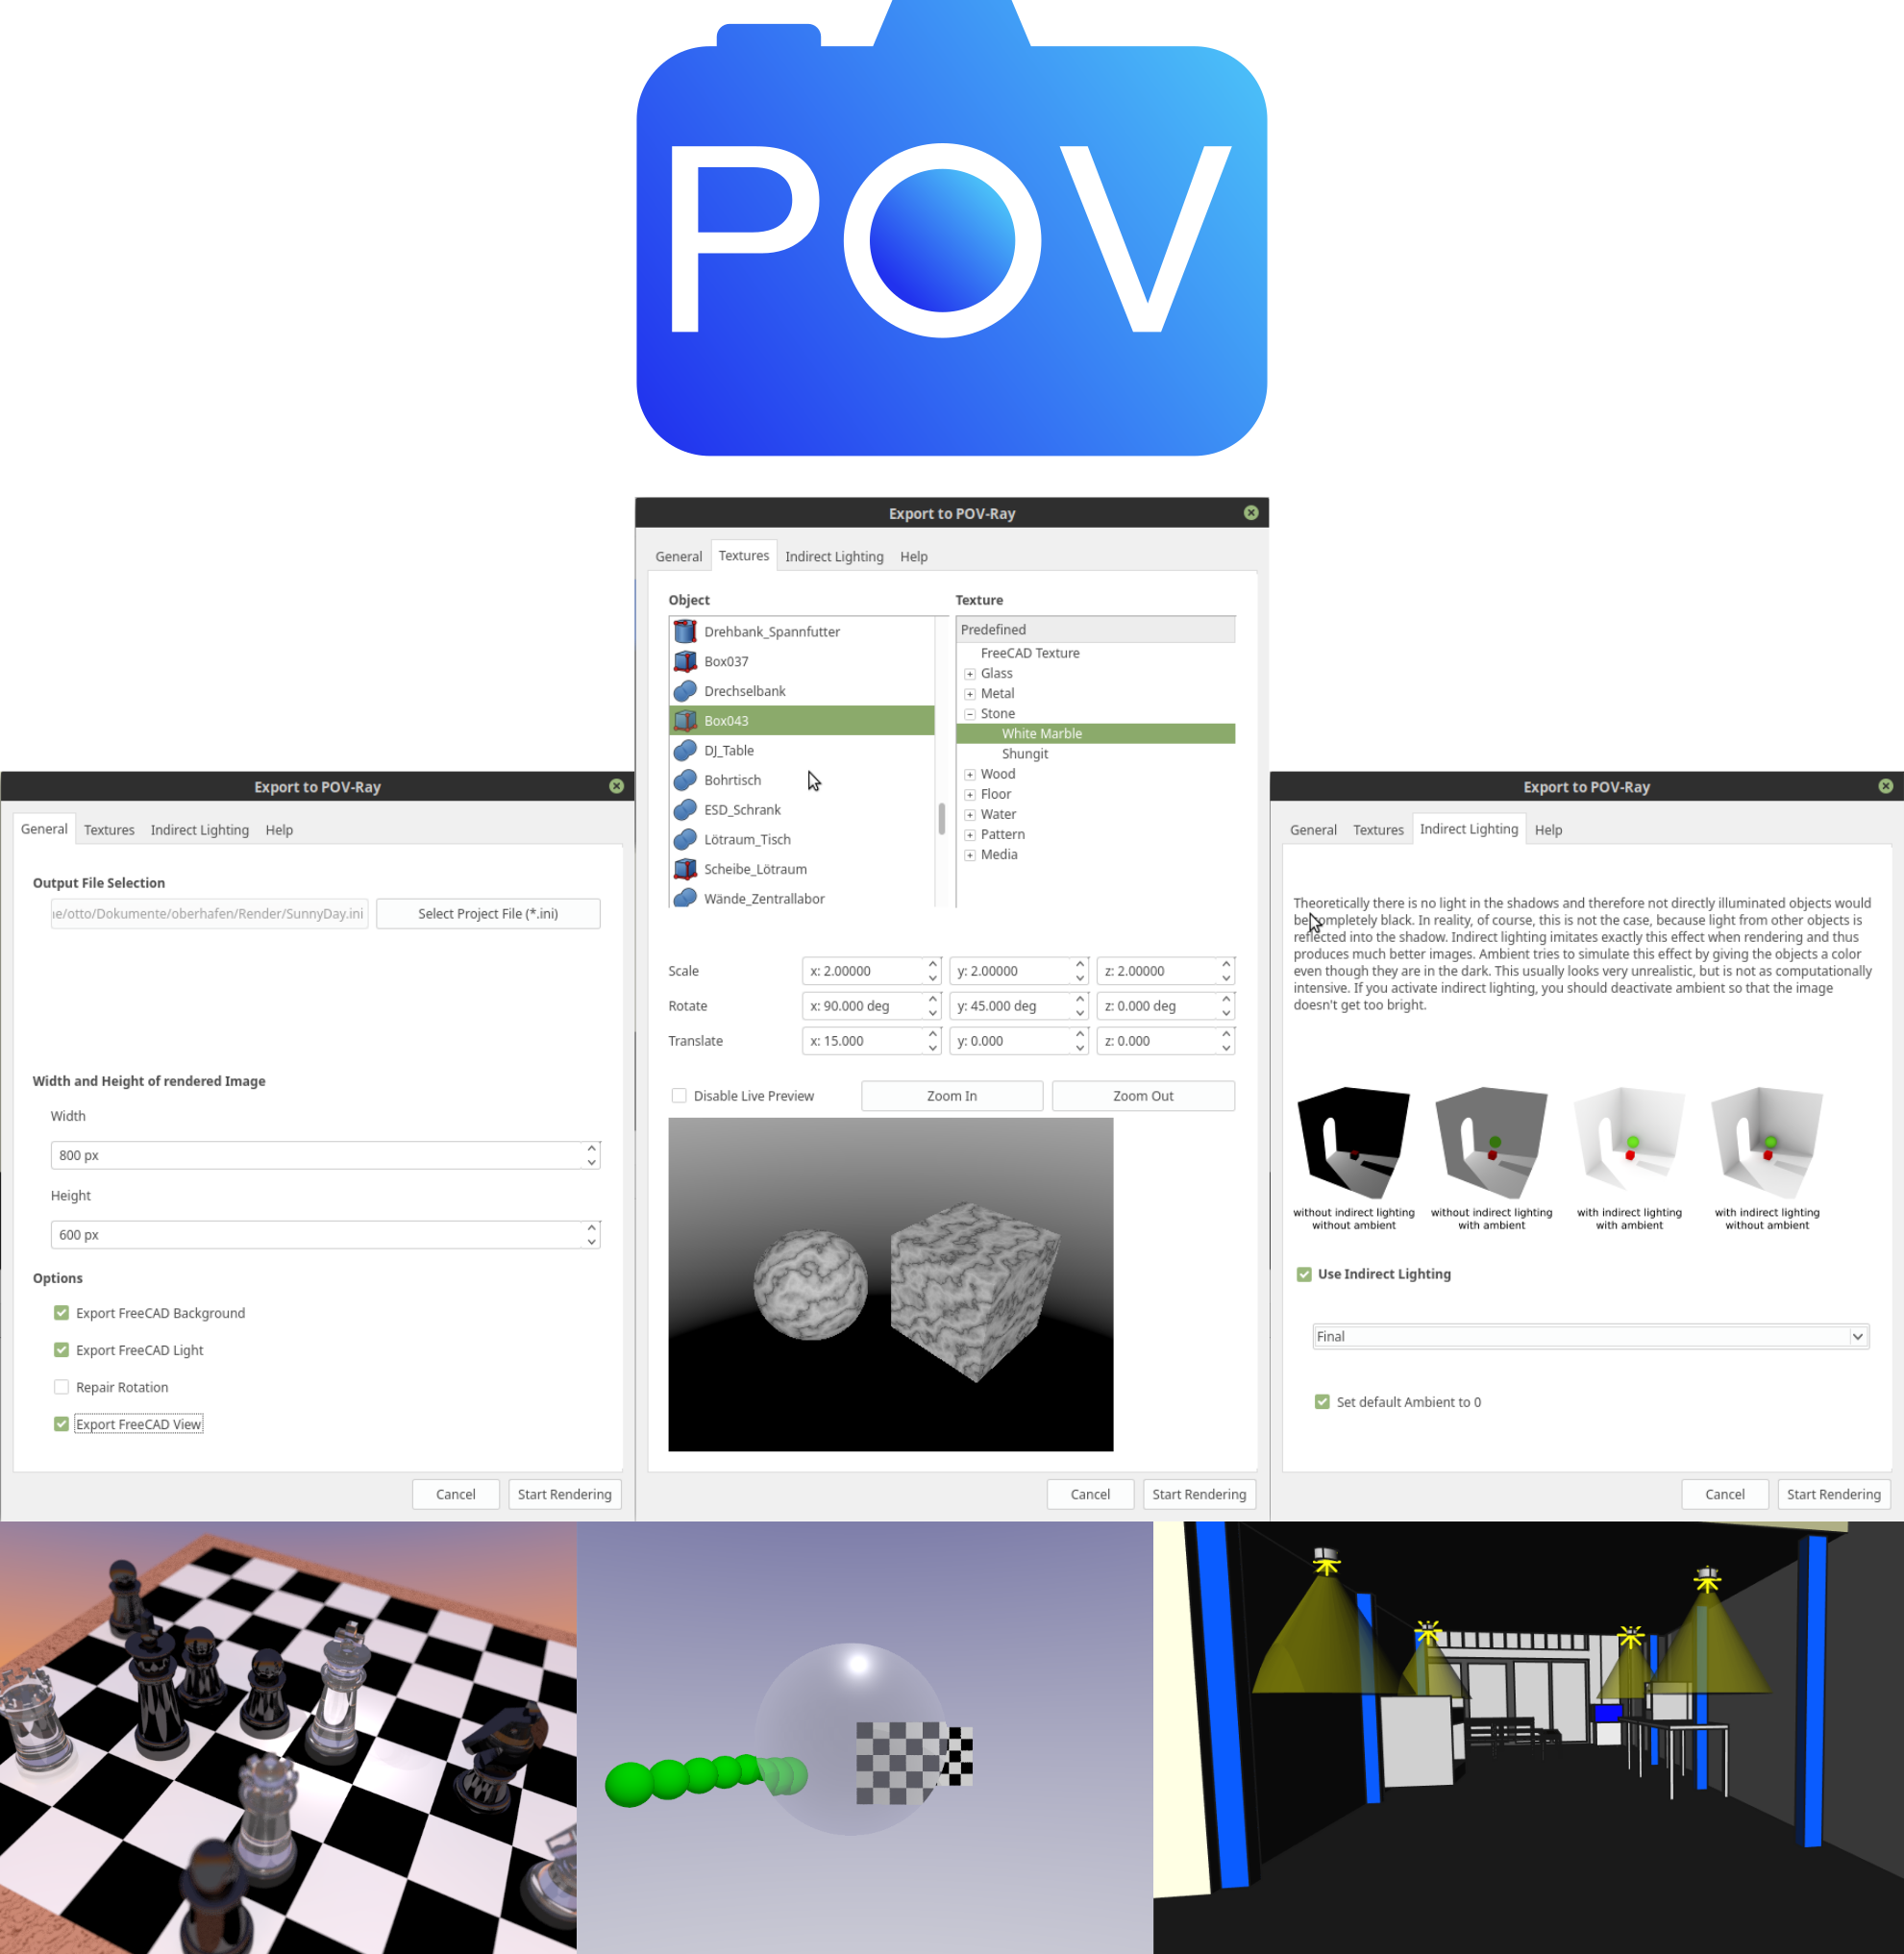 POV
Export to POV-Ray
General
Textures
Indirect Lighting
Help
Object
Texture
Drehbank_Spannfutter
Box037
Drechselbank
Box043
DJ_Table
Bohrtisch
ESD_Schrank
Lötraum_Tisch
Scheibe_Lötraum
Wände_Zentrallabor
Predefined
FreeCAD Texture
Glass
Metal
Stone
White Marble
Shungit
Wood
Floor
Water
Pattern
Media
Scale x: 2.00000 y: 2.00000 z: 2.00000
Rotate x: 90.000 deg y: 45.000 deg z: 0.000 deg
Translate x: 15.000 y: 0.000 z: 0.000
Disable Live Preview
Zoom In
Zoom Out
Cancel
Start Rendering
Export to POV-Ray
General
Textures
Indirect Lighting
Help
Output File Selection
e/otto/Dokumente/oberhafen/Render/SunnyDay.ini
Select Project File (*.ini)
Width and Height of rendered Image
Width
800 px
Height
600 px
Options
Export FreeCAD Background
Export FreeCAD Light
Repair Rotation
Export FreeCAD View
Cancel
Start Rendering
Export to POV-Ray
General
Textures
Indirect Lighting
Help
Theoretically there is no light in the shadows and therefore not directly illuminated objects would
be completely black. In reality, of course, this is not the case, because light from other objects is
reflected into the shadow. Indirect lighting imitates exactly this effect when rendering and thus
produces much better images. Ambient tries to simulate this effect by giving the objects a color
even though they are in the dark. This usually looks very unrealistic, but is not as computationally
intensive. If you activate indirect lighting, you should deactivate ambient so that the image
doesn't get too bright.
without indirect lighting
without ambient
without indirect lighting
with ambient
with indirect lighting
with ambient
with indirect lighting
without ambient
Use Indirect Lighting
Final
Set default Ambient to 0
Cancel
Start Rendering